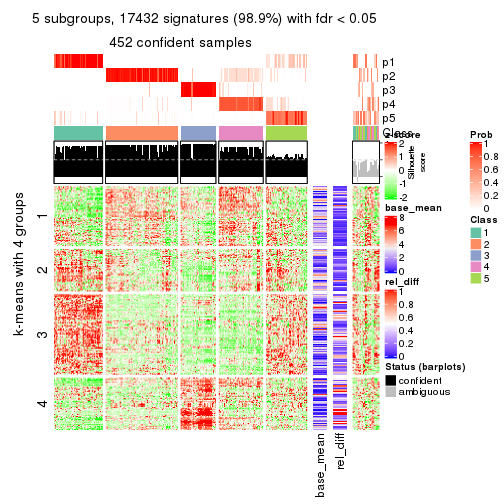 5 subgroups, 17432 signatures (98.9%) with fdr < 0.05
452 confident samples
p1
p2
p3
p4
p5
Class
z-score
2
1
0
-1
-2
Silhouette
score
Prob
1
0.8
0.6
0.4
0.2
0
base_mean
8
6
4
2
0
Class
1
2
3
4
5
rel_diff
1
0.8
0.6
0.4
0.2
0
Status (barplots)
confident
ambiguous
k-means with 4 groups
1
2
3
4
base_mean
rel_diff